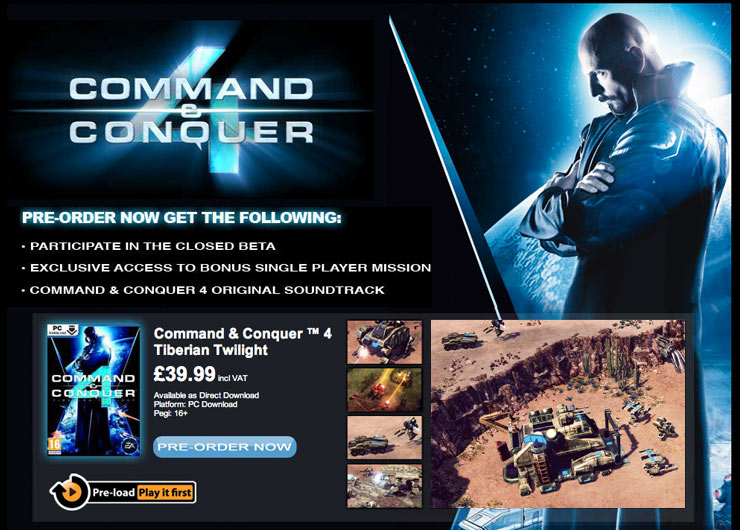 COMMAND
&
CONQUER
4
PRE-ORDER NOW GET THE FOLLOWING:
• PARTICIPATE IN THE CLOSED BETA
• EXCLUSIVE ACCESS TO BONUS SINGLE PLAYER MISSION
• COMMAND & CONQUER 4 ORIGINAL SOUNDTRACK
PC
DOWNLOAD
COMMAND
&
CONQUER
4
16
EA
Command & Conquer ™ 4
Tiberian Twilight
£39.99 incl VAT
Available as Direct Download
Platform: PC Download
Pegi: 16+
PRE-ORDER NOW
Pre-load Play it first